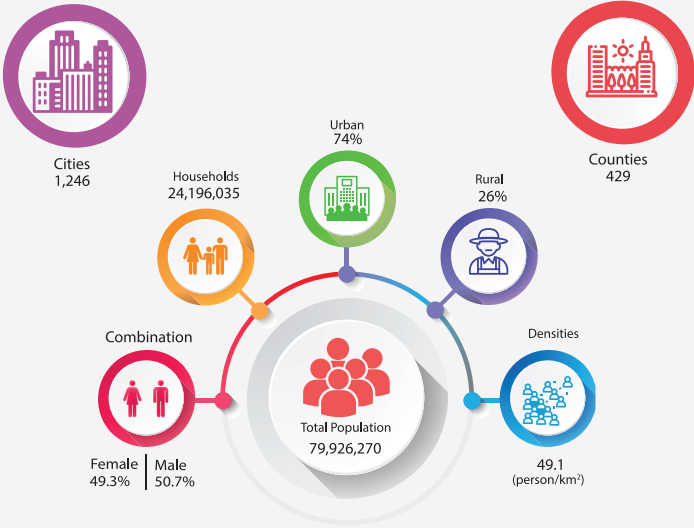 Cities
1,246
Counties
429
Urban
74%
Households
24,196,035
Rural
26%
Combination
Female | Male
49.3% | 50.7%
Densities
49.1
(person/km²)
Total Population
79,926,270